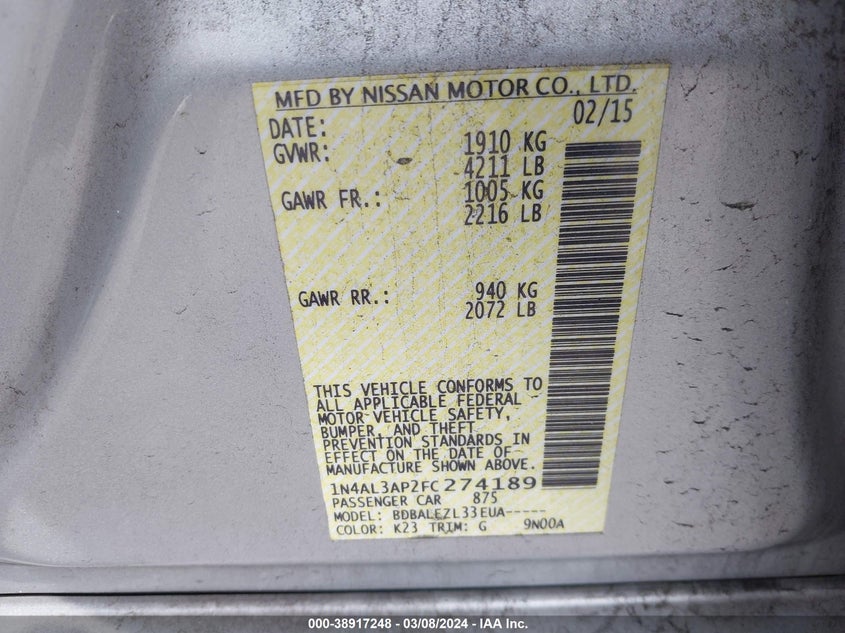 MFD BY NISSAN MOTOR CO., LTD.
DATE: 02/15
GVWR: 1910 KG
4211 LB
GAWR FR.: 1005 KG
2216 LB
GAWR RR.: 940 KG
2072 LB
THIS VEHICLE CONFORMS TO
ALL APPLICABLE FEDERAL
MOTOR VEHICLE SAFETY,
BUMPER, AND THEFT
PREVENTION STANDARDS IN
EFFECT ON THE DATE OF
MANUFACTURE SHOWN ABOVE.
1N4AL3AP2FC274189
PASSENGER CAR 875
MODEL: BDBALEZL33EUA-----
COLOR: K23 TRIM: G 9N00A
000-38917248 - 03/08/2024 - IAA Inc.